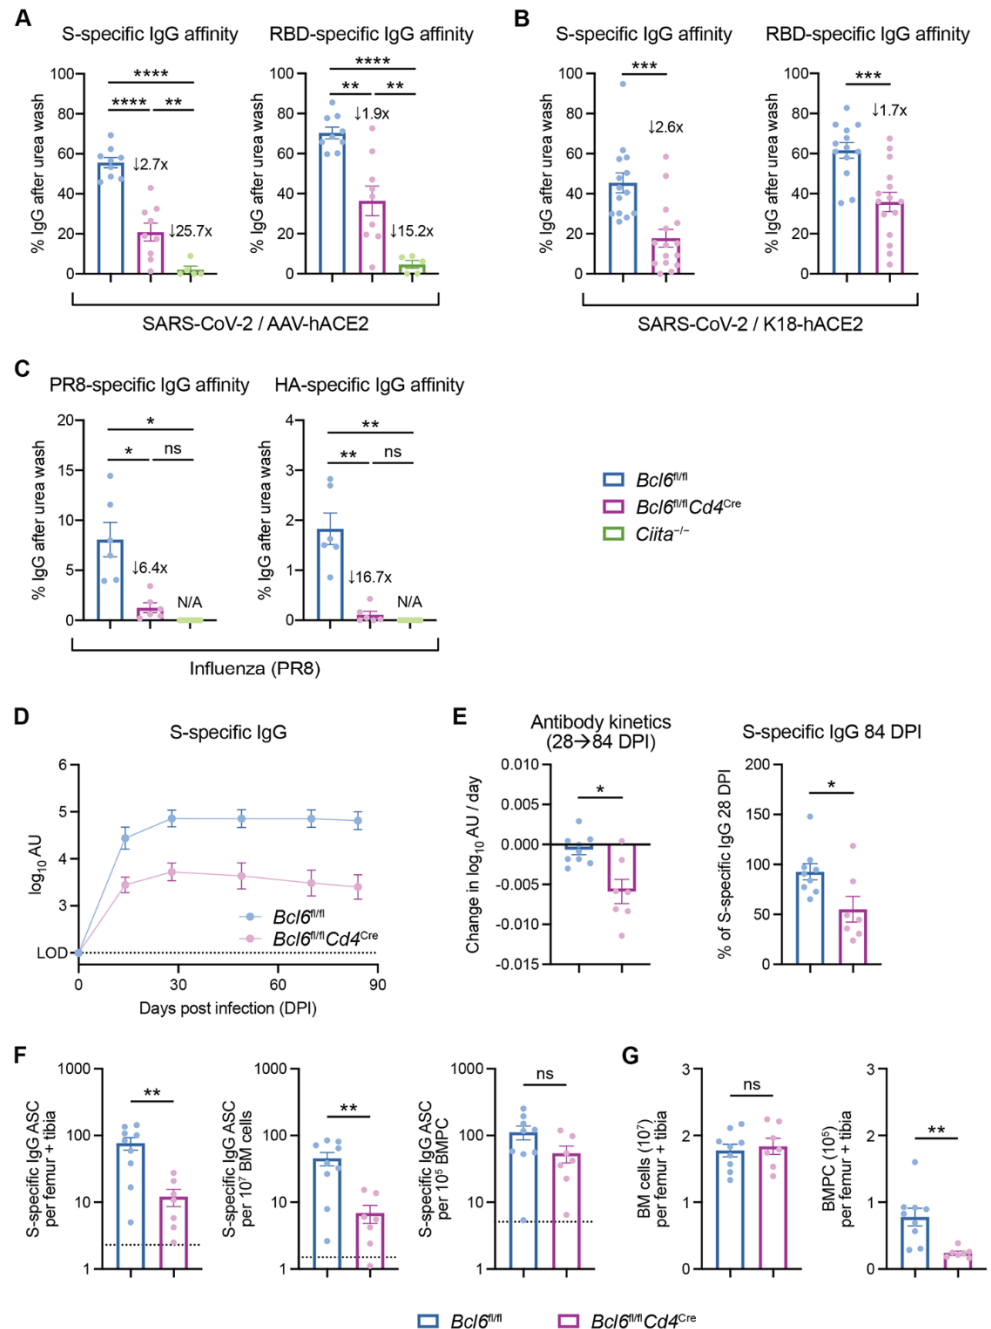 A
S-specific IgG affinity
% IgG after urea wash
100
80
60
40
20
0
****
**** **
↓2.7x
↓25.7x
RBD-specific IgG affinity
% IgG after urea wash
100
80
60
40
20
0
****
** **
↓1.9x
↓15.2x
SARS-CoV-2 / AAV-hACE2
B
S-specific IgG affinity
% IgG after urea wash
100
80
60
40
20
0
***
↓2.6x
RBD-specific IgG affinity
% IgG after urea wash
100
80
60
40
20
0
***
↓1.7x
SARS-CoV-2 / K18-hACE2
C
PR8-specific IgG affinity
% IgG after urea wash
20
15
10
5
0
*
* ns
↓6.4x
N/A
HA-specific IgG affinity
% IgG after urea wash
4
3
2
1
0
**
** ns
↓16.7x
N/A
Influenza (PR8)
Bcl6fl/fl
Bcl6fl/flCd4Cre
Ciita−/−
D
S-specific IgG
log10 AU
6
5
4
3
LOD
0 30 60 90
Days post infection (DPI)
Bcl6fl/fl
Bcl6fl/flCd4Cre
E
Antibody kinetics
(28→84 DPI)
Change in log10 AU / day
0.010
0.005
0.000
-0.005
-0.010
-0.015
*
S-specific IgG 84 DPI
% of S-specific IgG 28 DPI
200
150
100
50
0
*
F
S-specific IgG ASC
per femur + tibia
1000
100
10
1
**
S-specific IgG ASC
per 10⁷ BM cells
1000
100
10
1
**
S-specific IgG ASC
per 10⁵ BMPC
1000
100
10
1
ns
G
BM cells (10⁷)
per femur + tibia
3
2
1
0
ns
BMPC (10⁵)
per femur + tibia
3
2
1
0
**
Bcl6fl/fl
Bcl6fl/flCd4Cre